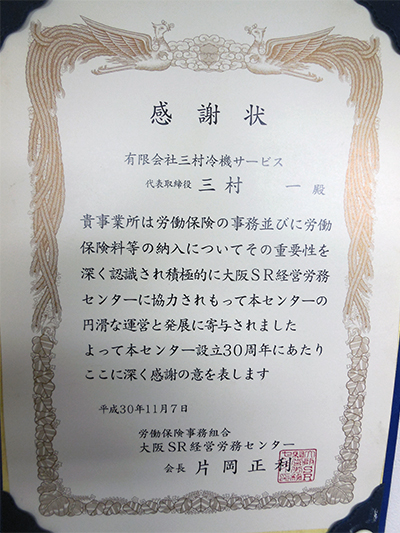 感謝状
有限会社三村冷機サービス
代表取締役 三村 一 殿
貴事業所は労働保険の事務並びに労働
保険料等の納入についてその重要性を
深く認識され積極的に大阪SR経営労務
センターに協力されもって本センターの
円滑な運営と発展に寄与されました
よって本センター設立30周年にあたり
ここに深く感謝の意を表します
平成30年11月7日
労働保険事務組合
大阪SR経営労務センター
会長 片岡正利